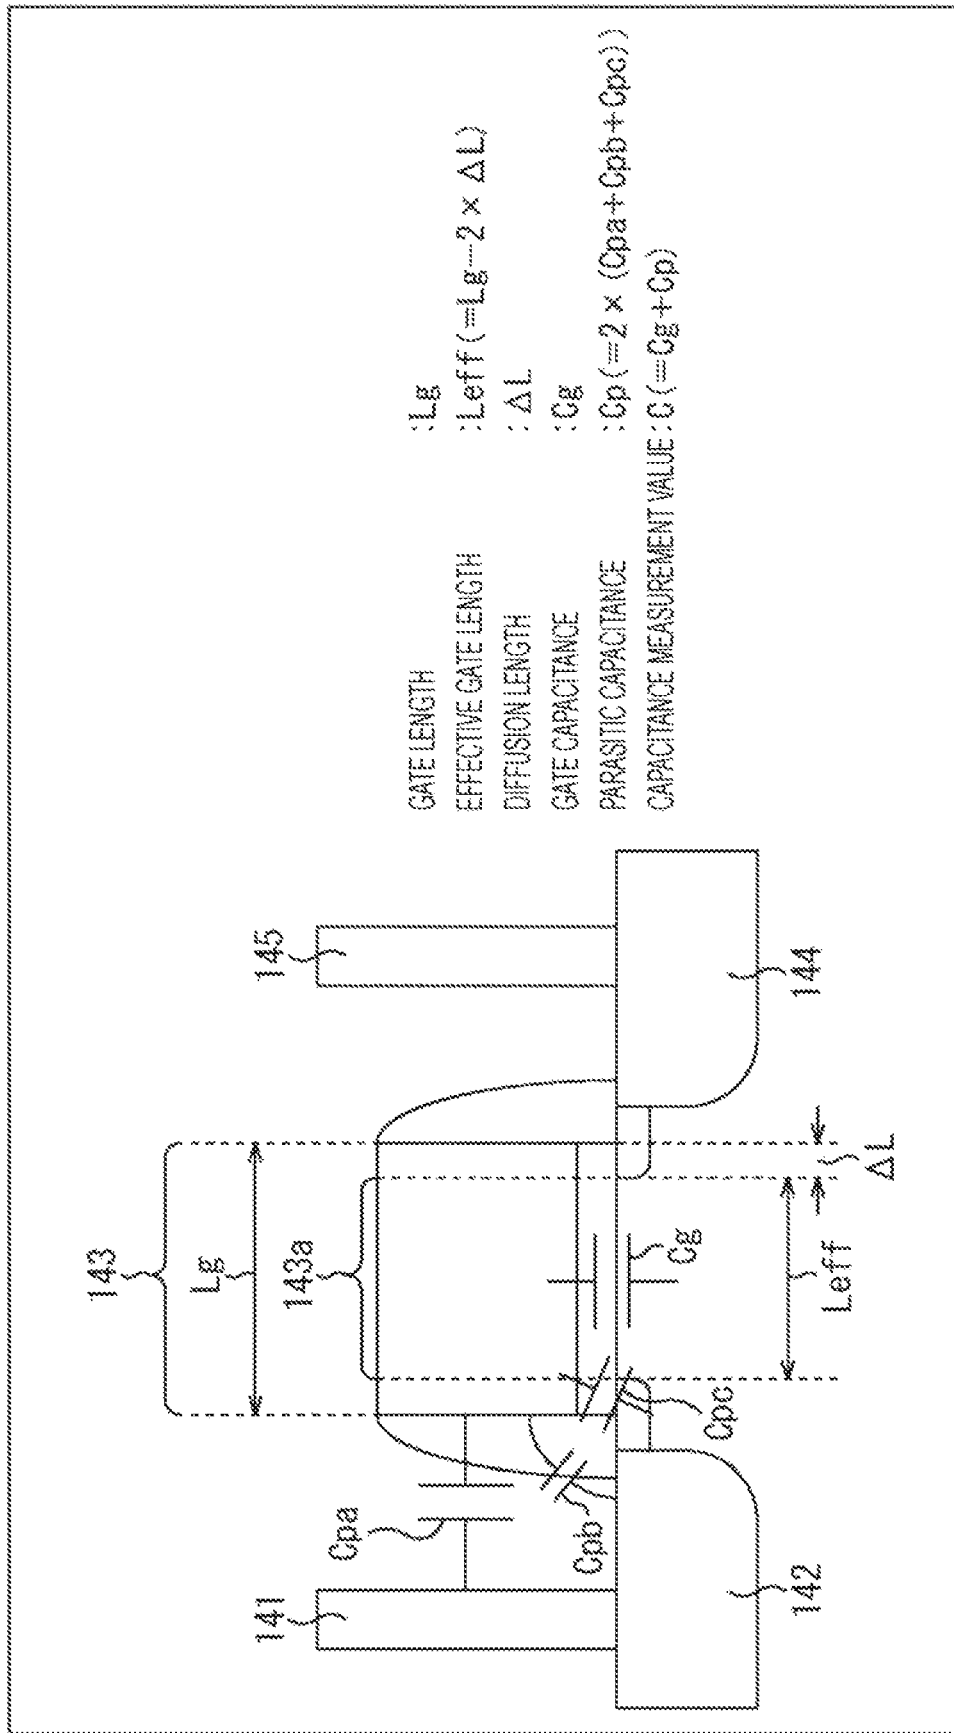 143
Lg
143a
145
141
Cpa
Cpb
Cpc
Cg
142
144
Leff
ΔL
GATE LENGTH :Lg
EFFECTIVE GATE LENGTH :Leff(=Lg-2 × ΔL)
DIFFUSION LENGTH :ΔL
GATE CAPACITANCE :Cg
PARASITIC CAPACITANCE :Cp(=2 × (Cpa+Cpb+Cpc))
CAPACITANCE MEASUREMENT VALUE :C(=Cg+Cp)